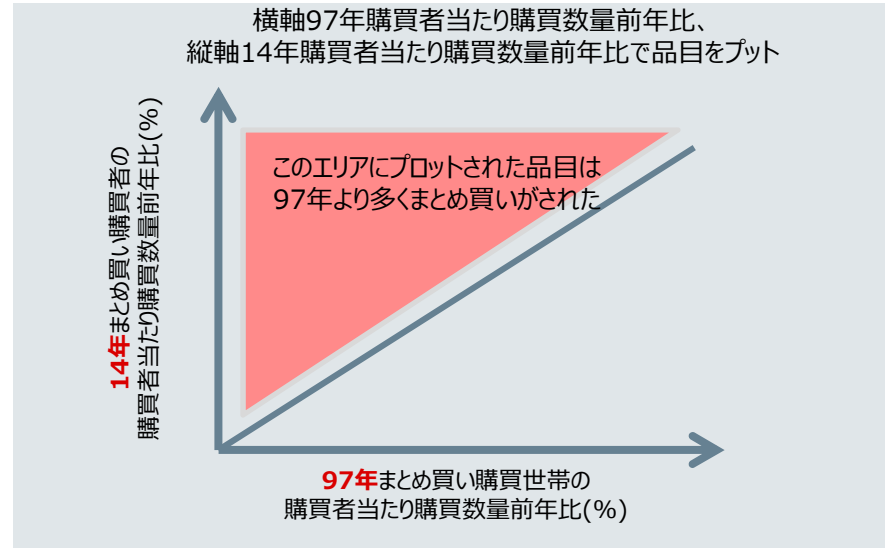 横軸97年購買者当たり購買数量前年比、
縦軸14年購買者当たり購買数量前年比で品目をプット
このエリアにプロットされた品目は
97年より多くまとめ買いがされた
14年まとめ買い購買者の
購買者当たり購買数量前年比(%)
97年まとめ買い購買世帯の
購買者当たり購買数量前年比(%)